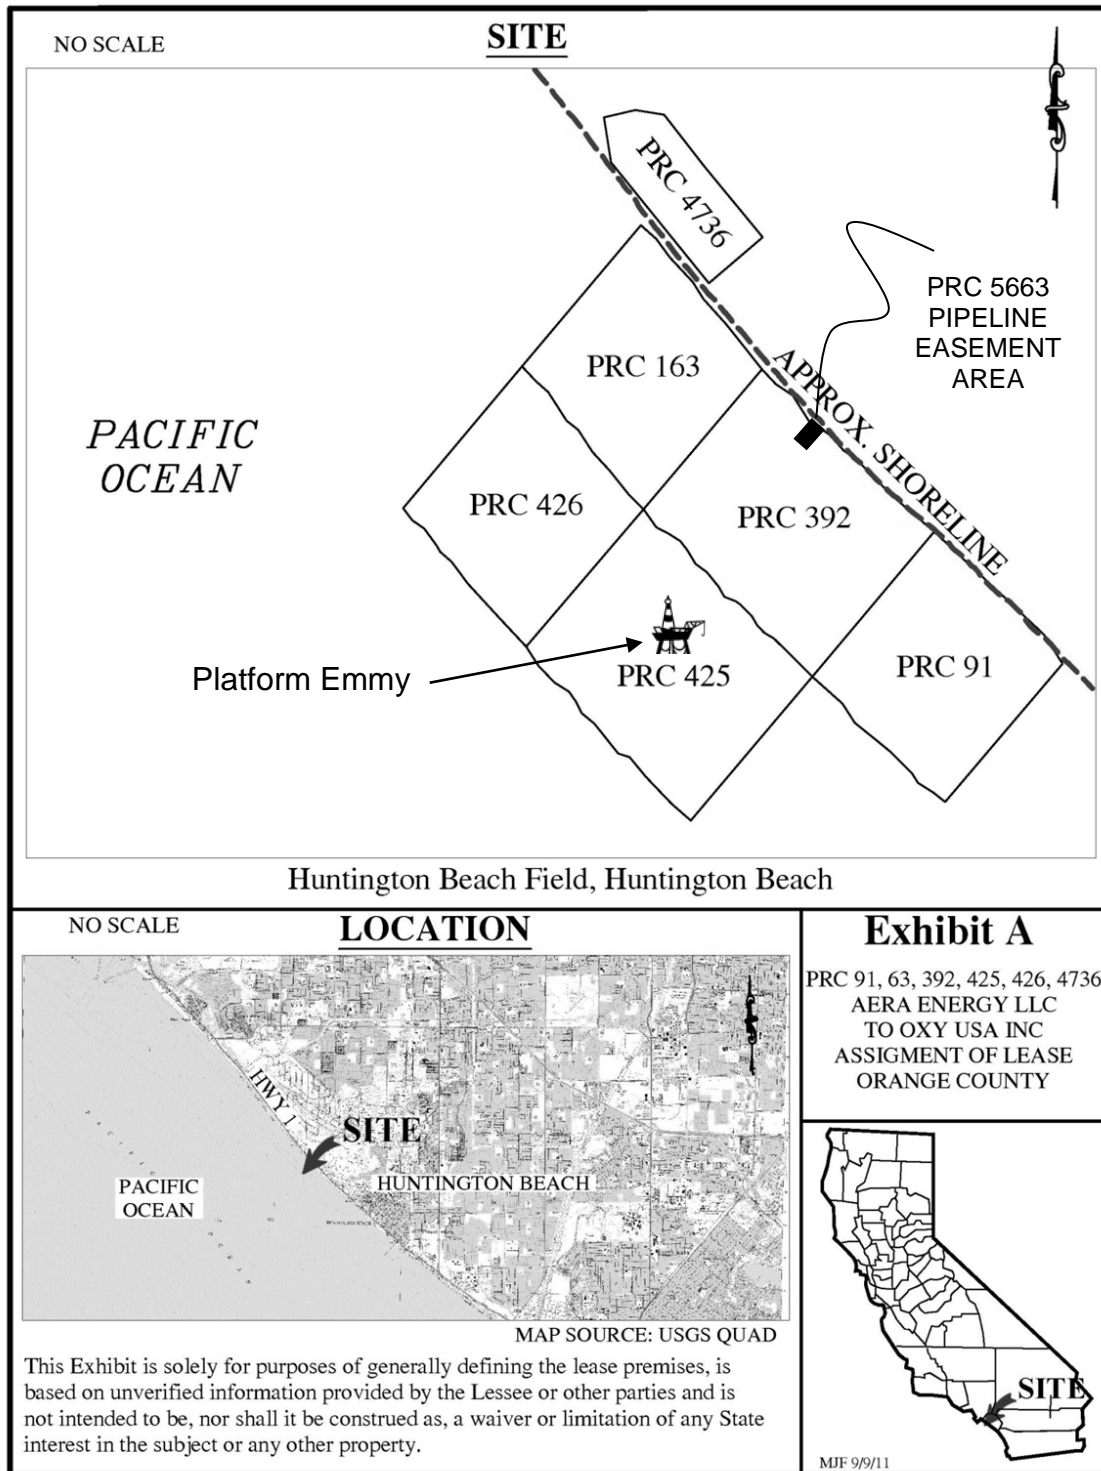 NO SCALE
SITE
PRC 4736
PRC 5663
PIPELINE
EASEMENT
AREA
PRC 163
APPROX. SHORELINE
PACIFIC
OCEAN
PRC 426
PRC 392
Platform Emmy
PRC 425
PRC 91
Huntington Beach Field, Huntington Beach
NO SCALE
LOCATION
HWY 1
SITE
PACIFIC
OCEAN
HUNTINGTON BEACH
MAP SOURCE: USGS QUAD
This Exhibit is solely for purposes of generally defining the lease premises, is
based on unverified information provided by the Lessee or other parties and is
not intended to be, nor shall it be construed as, a waiver or limitation of any State
interest in the subject or any other property.
Exhibit A
PRC 91, 63, 392, 425, 426, 4736
AERA ENERGY LLC
TO OXY USA INC
ASSIGMENT OF LEASE
ORANGE COUNTY
SITE
MJF 9/9/11